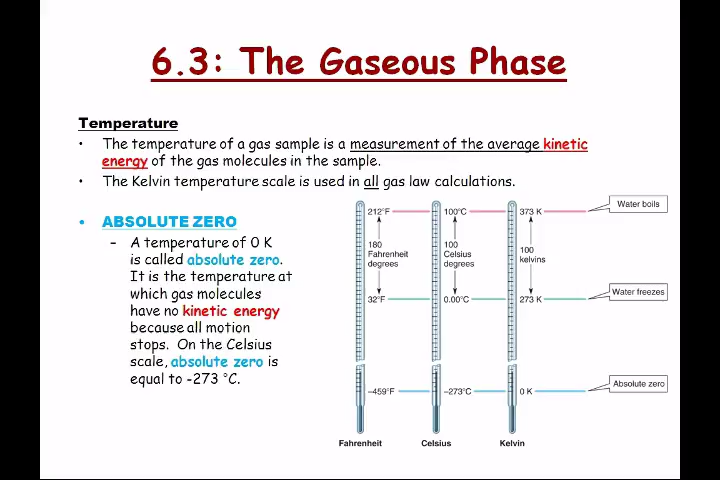 6.3: The Gaseous Phase
Temperature
• The temperature of a gas sample is a measurement of the average kinetic
energy of the gas molecules in the sample.
• The Kelvin temperature scale is used in all gas law calculations.
• ABSOLUTE ZERO
– A temperature of 0 K
is called absolute zero.
It is the temperature at
which gas molecules
have no kinetic energy
because all motion
stops. On the Celsius
scale, absolute zero is
equal to -273 °C.
212°F 100°C 373 K Water boils
180
Fahrenheit
degrees
100
Celsius
degrees
100
kelvins
32°F 0.00°C 273 K Water freezes
–459°F –273°C 0 K Absolute zero
Fahrenheit Celsius Kelvin